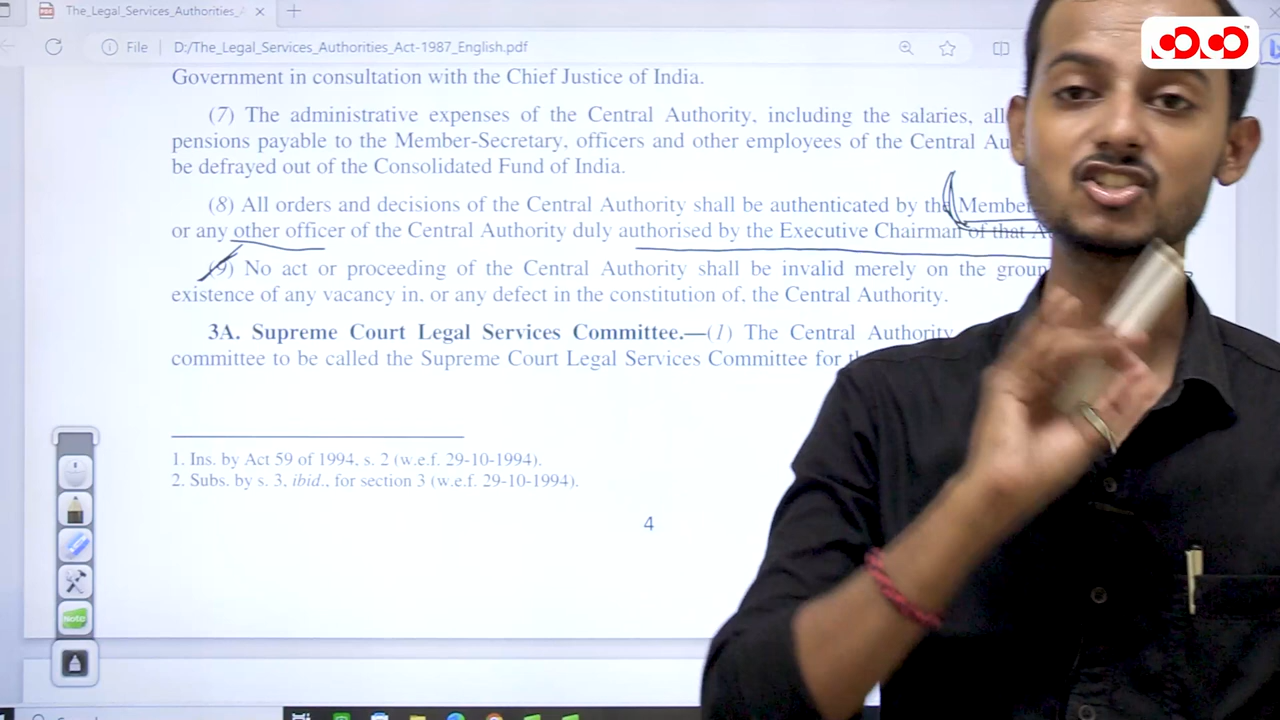 The_Legal_Services_Authorities_
File
D:/The_Legal_Services_Authorities_Act-1987_English.pdf
Government in consultation with the Chief Justice of India.
(7) The administrative expenses of the Central Authority, including the salaries, all
pensions payable to the Member-Secretary, officers and other employees of the Central Au
be defrayed out of the Consolidated Fund of India.
(8) All orders and decisions of the Central Authority shall be authenticated by the Member
or any other officer of the Central Authority duly authorised by the Executive Chairman of that A
(9) No act or proceeding of the Central Authority shall be invalid merely on the groun
existence of any vacancy in, or any defect in the constitution of, the Central Authority.
3A. Supreme Court Legal Services Committee.—(1) The Central Authority
committee to be called the Supreme Court Legal Services Committee for
1. Ins. by Act 59 of 1994, s. 2 (w.e.f. 29-10-1994).
2. Subs. by s. 3, ibid., for section 3 (w.e.f. 29-10-1994).
4
Note